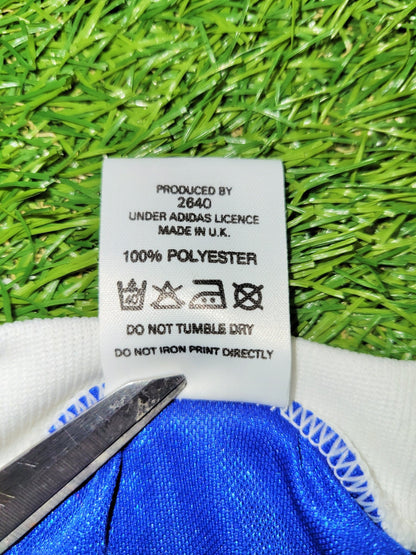 PRODUCED BY
2640
UNDER ADIDAS LICENCE
MADE IN U.K.
100% POLYESTER
40
DO NOT TUMBLE DRY
DO NOT IRON PRINT DIRECTLY